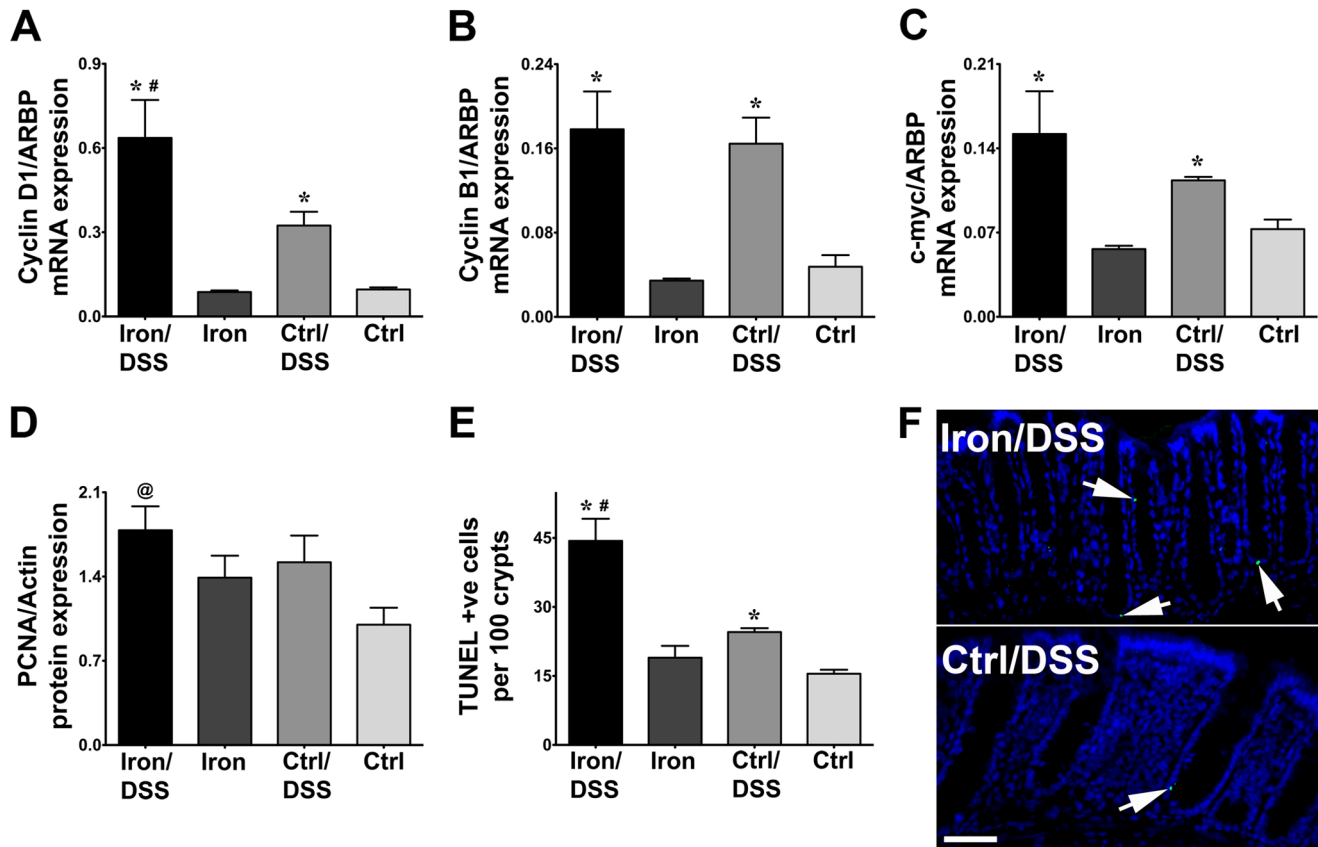 A
Cyclin D1/ARBP
mRNA expression
0.9
0.6
0.3
0.0
* #
*
Iron/
DSS
Iron
Ctrl/
DSS
Ctrl
B
Cyclin B1/ARBP
mRNA expression
0.24
0.16
0.08
0.00
*
*
Iron/
DSS
Iron
Ctrl/
DSS
Ctrl
C
c-myc/ARBP
mRNA expression
0.21
0.14
0.07
0.00
*
*
Iron/
DSS
Iron
Ctrl/
DSS
Ctrl
D
PCNA/Actin
protein expression
2.1
1.4
0.7
0.0
@
Iron/
DSS
Iron
Ctrl/
DSS
Ctrl
E
TUNEL +ve cells
per 100 crypts
45
30
15
0
* #
*
Iron/
DSS
Iron
Ctrl/
DSS
Ctrl
F
Iron/DSS
Ctrl/DSS